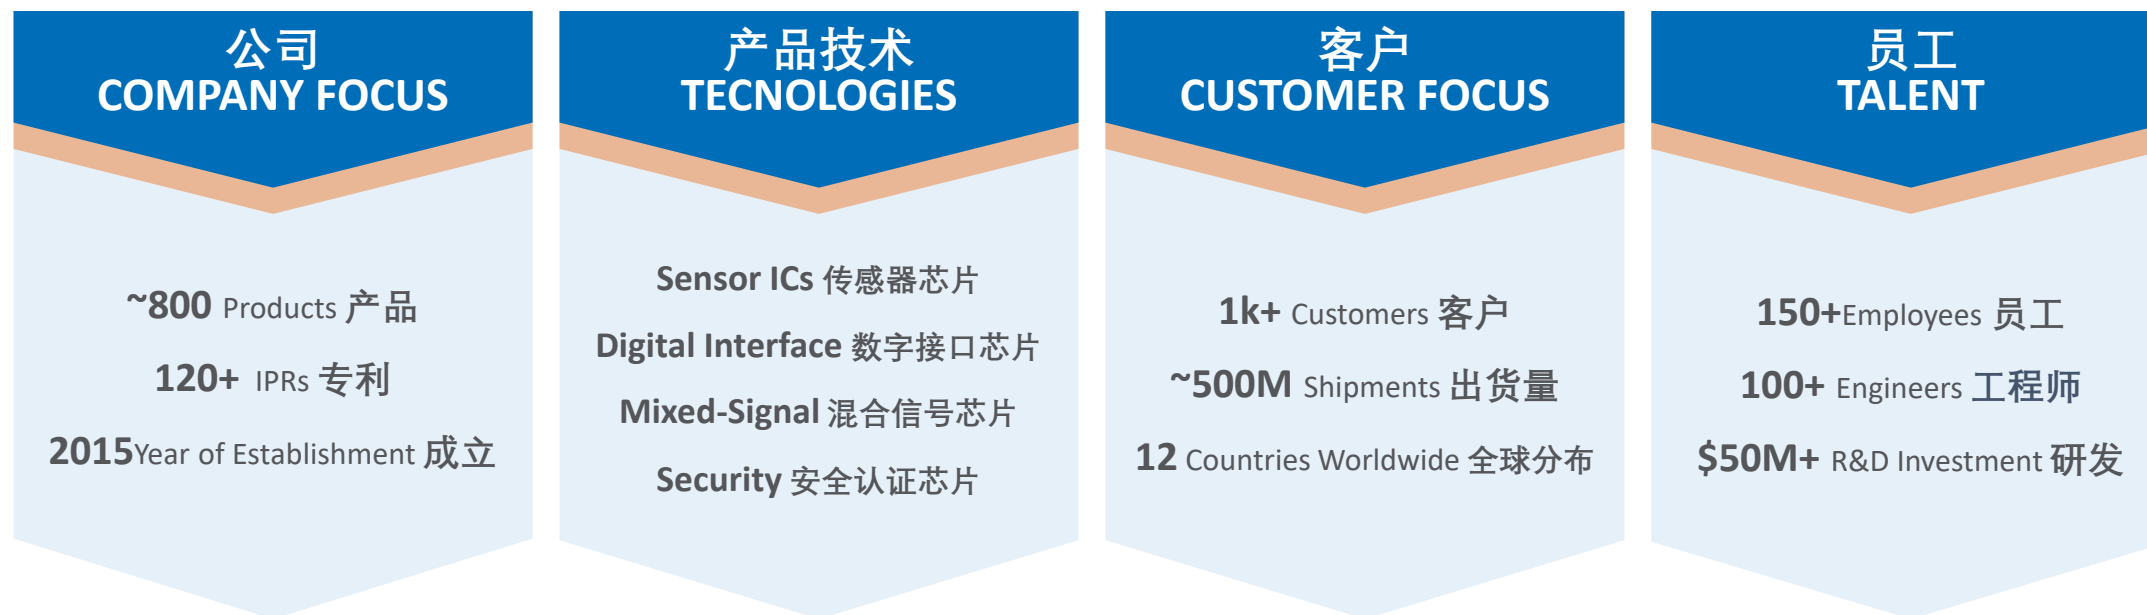 公司
COMPANY FOCUS
~800 Products 产品
120+ IPRs 专利
2015Year of Establishment 成立
产品技术
TECNOLOGIES
Sensor ICs 传感器芯片
Digital Interface 数字接口芯片
Mixed-Signal 混合信号芯片
Security 安全认证芯片
客户
CUSTOMER FOCUS
1k+ Customers 客户
~500M Shipments 出货量
12 Countries Worldwide 全球分布
员工
TALENT
150+Employees 员工
100+ Engineers 工程师
$50M+ R&D Investment 研发